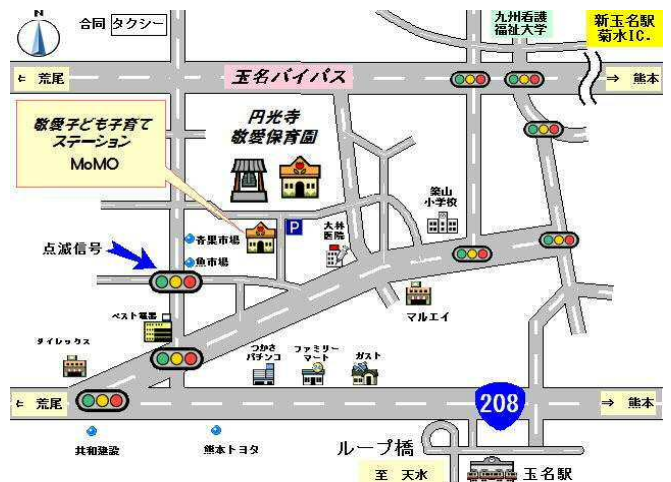 合同 タクシー
九州看護
福祉大学
新玉名駅
菊水IC.
⇐ 荒尾
玉名バイパス
⇒ 熊本
敬愛子ども子育て
ステーション
MoMO
円光寺
敬愛保育園
築山
小学校
P
大林
医院
青果市場
点滅信号
魚市場
マルエイ
ベスト電器
ダイレックス
つかさ
パチンコ
ファミリー
マート
ガスト
⇐ 荒尾
208
⇒ 熊本
共和建設
熊本トヨタ
ループ橋
至 天水
玉名駅